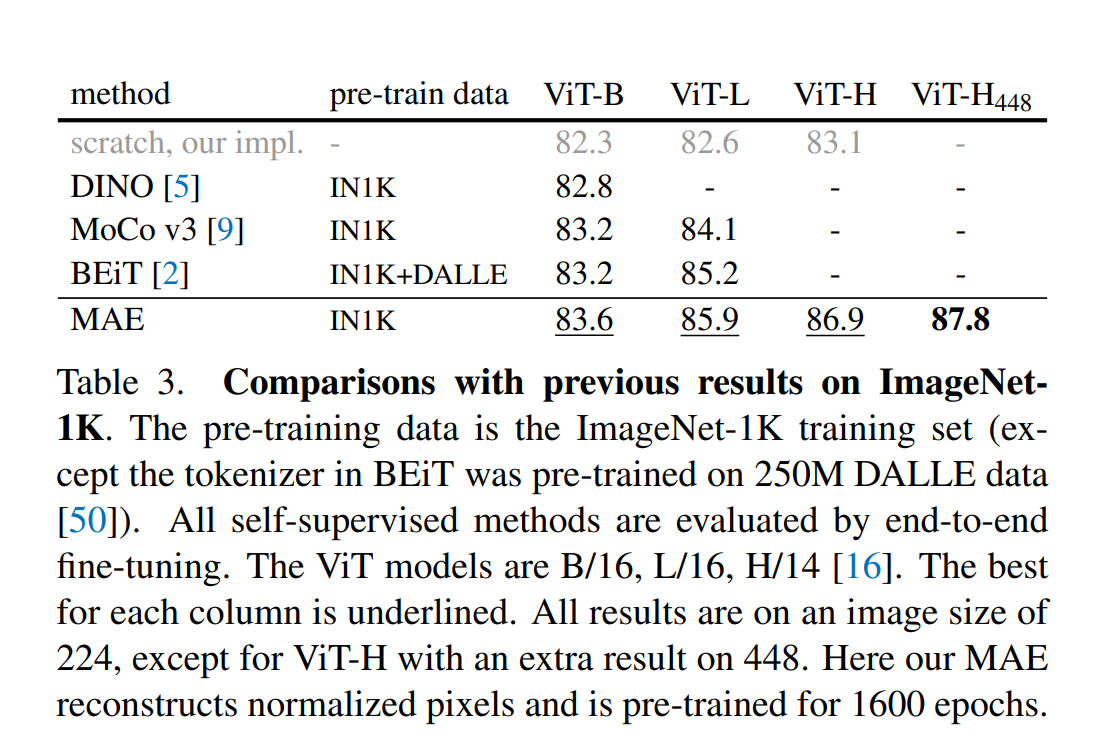 method pre-train data ViT-B ViT-L ViT-H ViT-H448
scratch, our impl. - 82.3 82.6 83.1 -
DINO [5] IN1K 82.8 - - -
MoCo v3 [9] IN1K 83.2 84.1 - -
BEiT [2] IN1K+DALLE 83.2 85.2 - -
MAE IN1K 83.6 85.9 86.9 87.8
Table 3. Comparisons with previous results on ImageNet-
1K. The pre-training data is the ImageNet-1K training set (ex-
cept the tokenizer in BEiT was pre-trained on 250M DALLE data
[50]). All self-supervised methods are evaluated by end-to-end
fine-tuning. The ViT models are B/16, L/16, H/14 [16]. The best
for each column is underlined. All results are on an image size of
224, except for ViT-H with an extra result on 448. Here our MAE
reconstructs normalized pixels and is pre-trained for 1600 epochs.